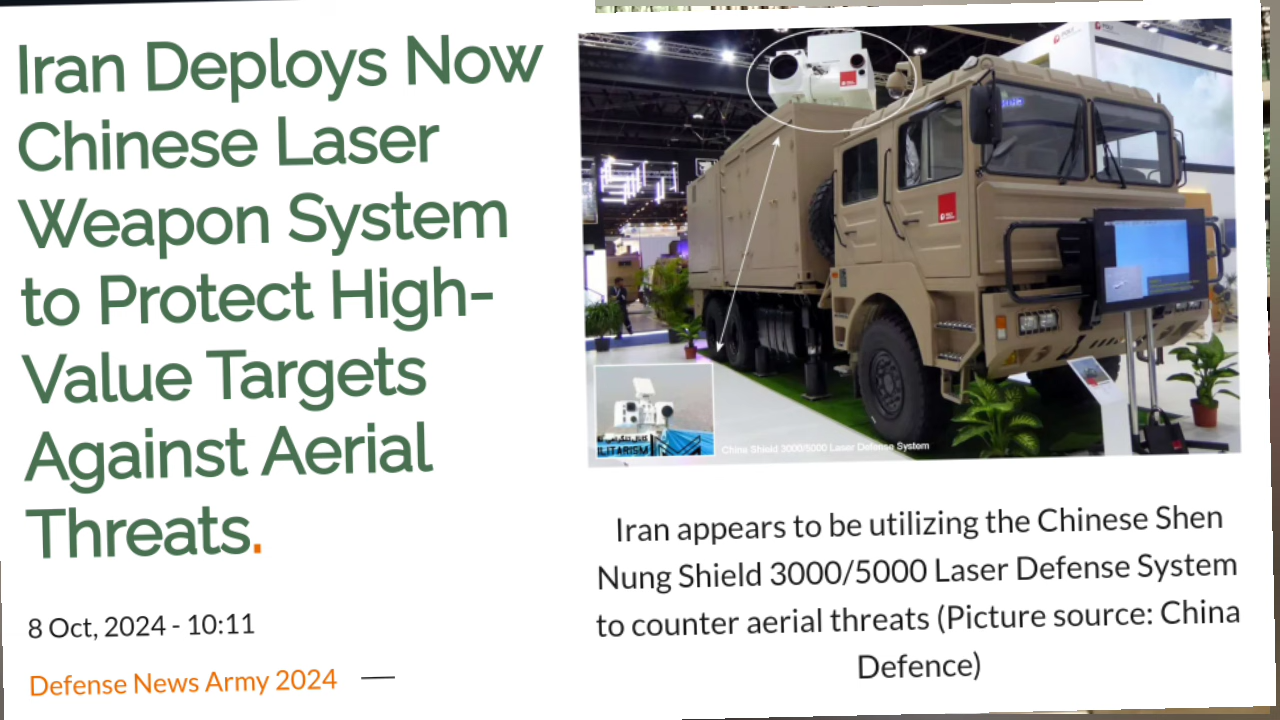 Iran Deploys Now
Chinese Laser
Weapon System
to Protect High-
Value Targets
Against Aerial
Threats.
8 Oct, 2024 - 10:11
Defense News Army 2024 —
ILITARISM
China Shield 3000/5000 Laser Defense System
Iran appears to be utilizing the Chinese Shen
Nung Shield 3000/5000 Laser Defense System
to counter aerial threats (Picture source: China
Defence)